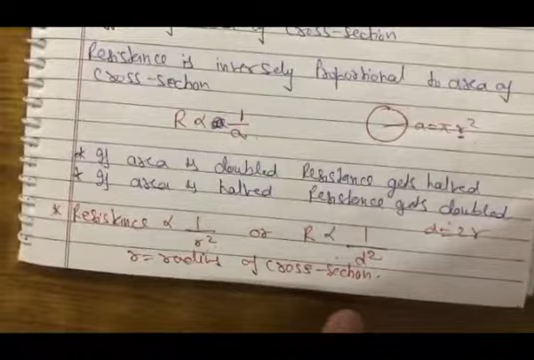 of Cross-section
Resistance is inversely Proportional to area of
Cross-section
R ∝ 1/a
a=πr²
* If area is doubled Resistance gets halved
* If area is halved Resistance gets doubled
* Resistance ∝ 1/r² or R ∝ 1/d² d=2r
r=radius of Cross-section.